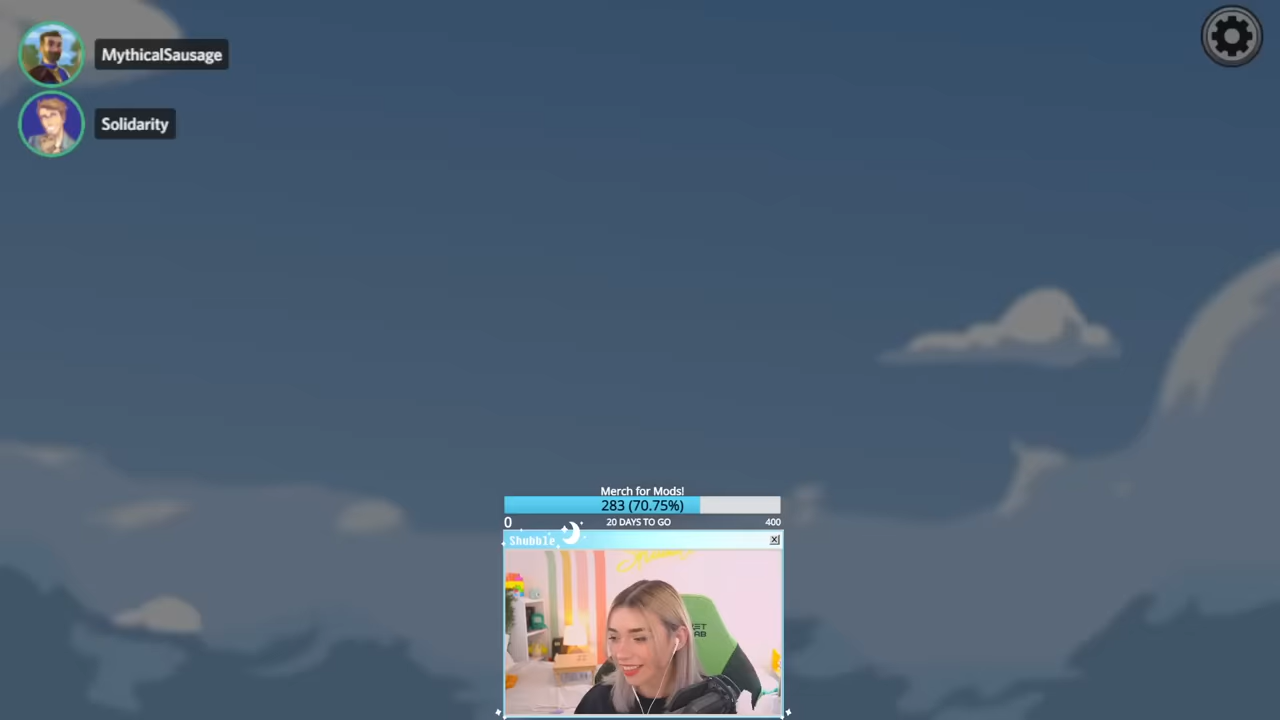 MythicalSausage
Solidarity
Merch for Mods!
283 (70.75%)
0
20 DAYS TO GO
400
Shubble